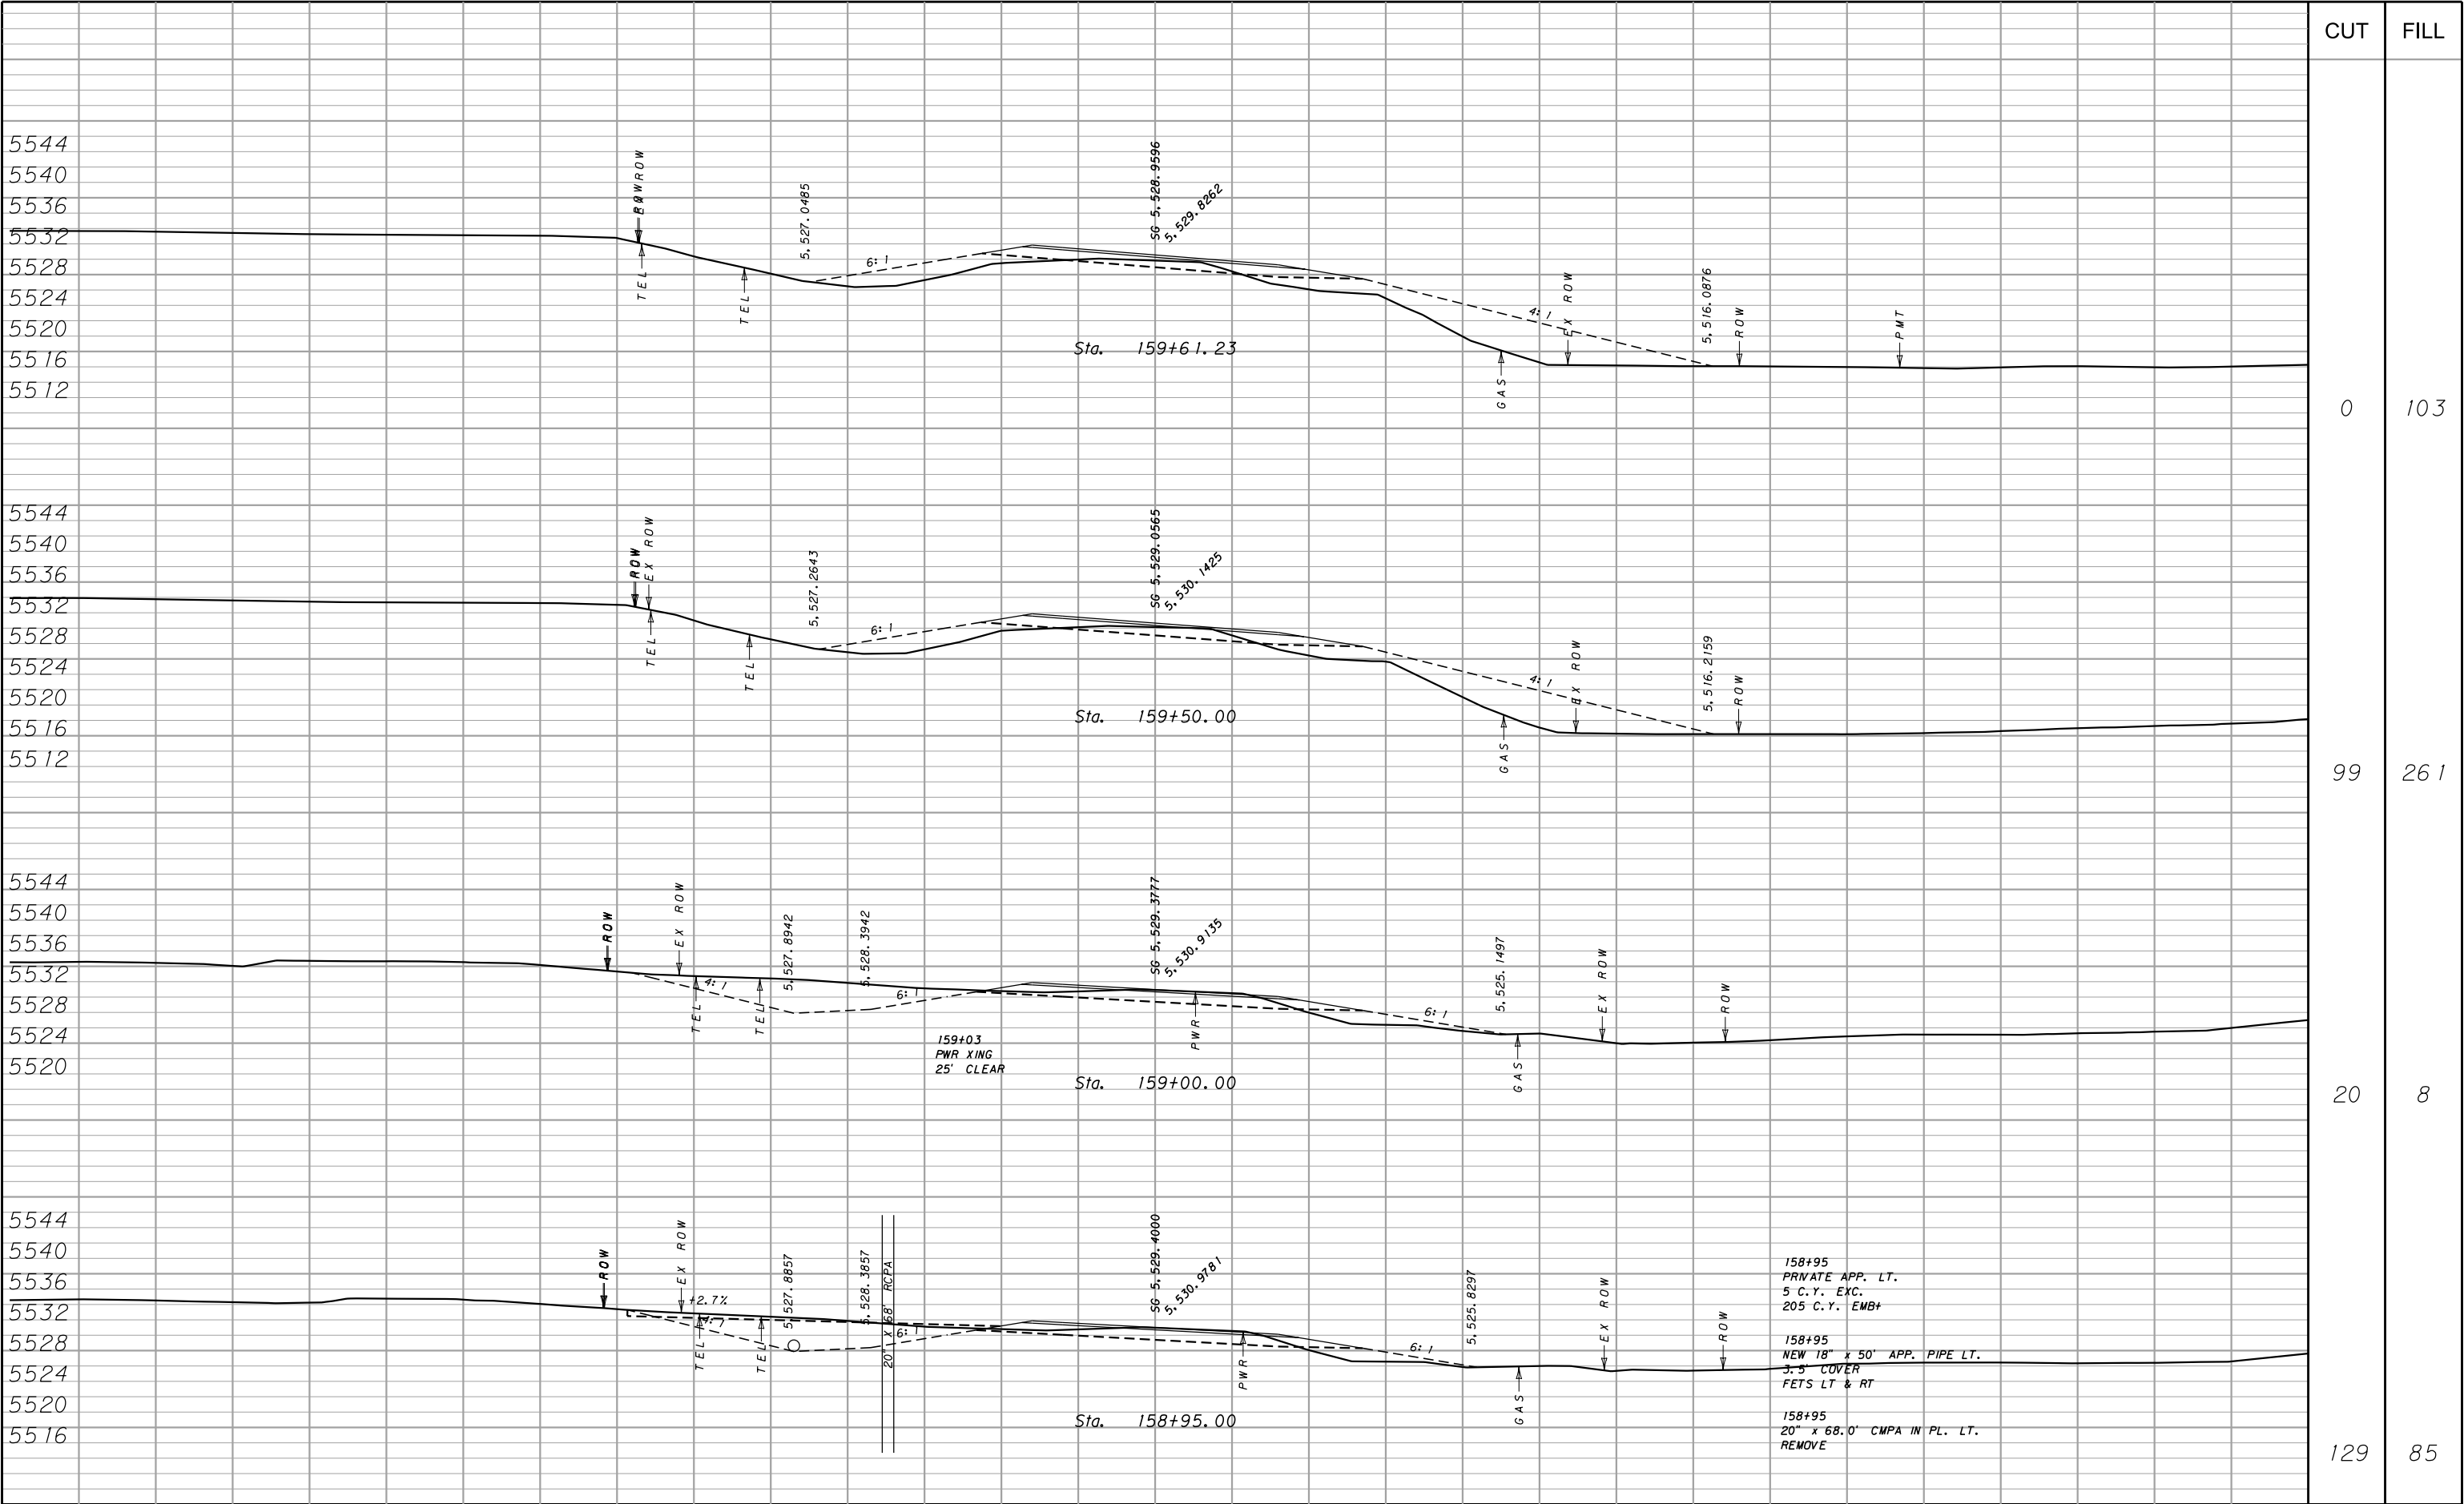 CUT FILL
5544
5540
5536
5532
5528
5524
5520
5516
5512
ROW
EX ROW
TEL
TEL
5,527.0485
6:1
SG 5,528.9596
5,529.8262
4:1
EX ROW
GAS
5,516.0876
ROW
PMT
Sta. 159+61.23
0 103
5544
5540
5536
5532
5528
5524
5520
5516
5512
ROW
EX ROW
TEL
TEL
5,527.2643
6:1
SG 5,529.0565
5,530.1425
4:1
EX ROW
GAS
5,516.2159
ROW
Sta. 159+50.00
99 261
5544
5540
5536
5532
5528
5524
5520
ROW
EX ROW
4:1
TEL
TEL
5,527.8942
5,528.3942
6:1
SG 5,529.3777
5,530.9135
PWR
6:1
5,525.1497
GAS
EX ROW
ROW
159+03
PWR XING
25' CLEAR
Sta. 159+00.00
20 8
5544
5540
5536
5532
5528
5524
5520
5516
ROW
EX ROW
+2.7%
4:1
TEL
TEL
5,527.8857
5,528.3857
20" x 68' RCPA
6:1
SG 5,529.4000
5,530.9781
PWR
6:1
5,525.8297
GAS
EX ROW
ROW
158+95
PRIVATE APP. LT.
5 C.Y. EXC.
205 C.Y. EMB+
158+95
NEW 18" x 50' APP. PIPE LT.
3.5' COVER
FETS LT & RT
158+95
20" x 68.0' CMPA IN PL. LT.
REMOVE
Sta. 158+95.00
129 85